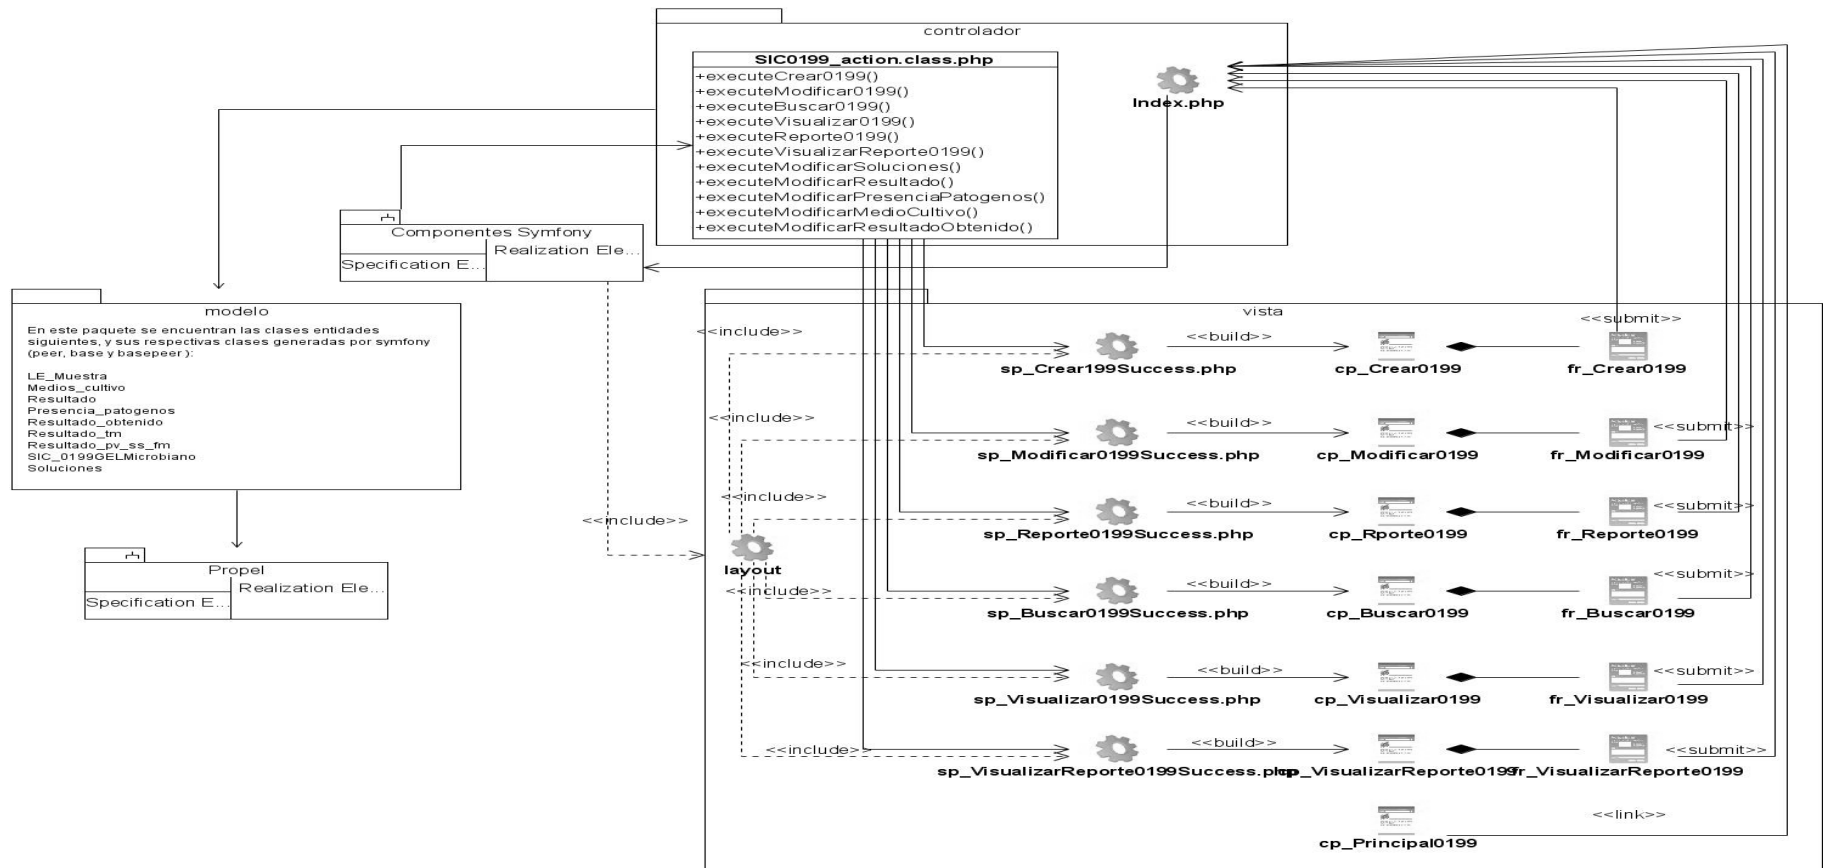 controlador
SIC0199_action.class.php
+executeCrear0199()
+executeModificar0199()
+executeBuscar0199()
+executeVisualizar0199()
+executeReporte0199()
+executeVisualizarReporte0199()
+executeModificarSoluciones()
+executeModificarResultado()
+executeModificarPresenciaPatogenos()
+executeModificarMedioCultivo()
+executeModificarResultadoObtenido()
Index.php
Componentes Symfony
Specification E...
Realization Ele...
modelo
En este paquete se encuentran las clases entidades
siguientes, y sus respectivas clases generadas por symfony
(peer, base y basepeer ):
LE_Muestra
Medios_cultivo
Resultado
Presencia_patogenos
Resultado_obtenido
Resultado_tm
Resultado_pv_ss_fm
SIC_0199GELMicrobiano
Soluciones
Propel
Specification E...
Realization Ele...
<<include>>
vista
<<include>>
<<build>>
<<submit>>
sp_Crear199Success.php
cp_Crear0199
fr_Crear0199
<<include>>
<<build>>
<<submit>>
sp_Modificar0199Success.php
cp_Modificar0199
fr_Modificar0199
<<include>>
<<build>>
<<submit>>
sp_Reporte0199Success.php
cp_Rporte0199
fr_Reporte0199
layout
<<include>>
<<build>>
<<submit>>
sp_Buscar0199Success.php
cp_Buscar0199
fr_Buscar0199
<<include>>
<<build>>
<<submit>>
sp_Visualizar0199Success.php
cp_Visualizar0199
fr_Visualizar0199
<<include>>
<<build>>
<<submit>>
sp_VisualizarReporte0199Success.php
cp_VisualizarReporte0199
fr_VisualizarReporte0199
<<link>>
cp_Principal0199